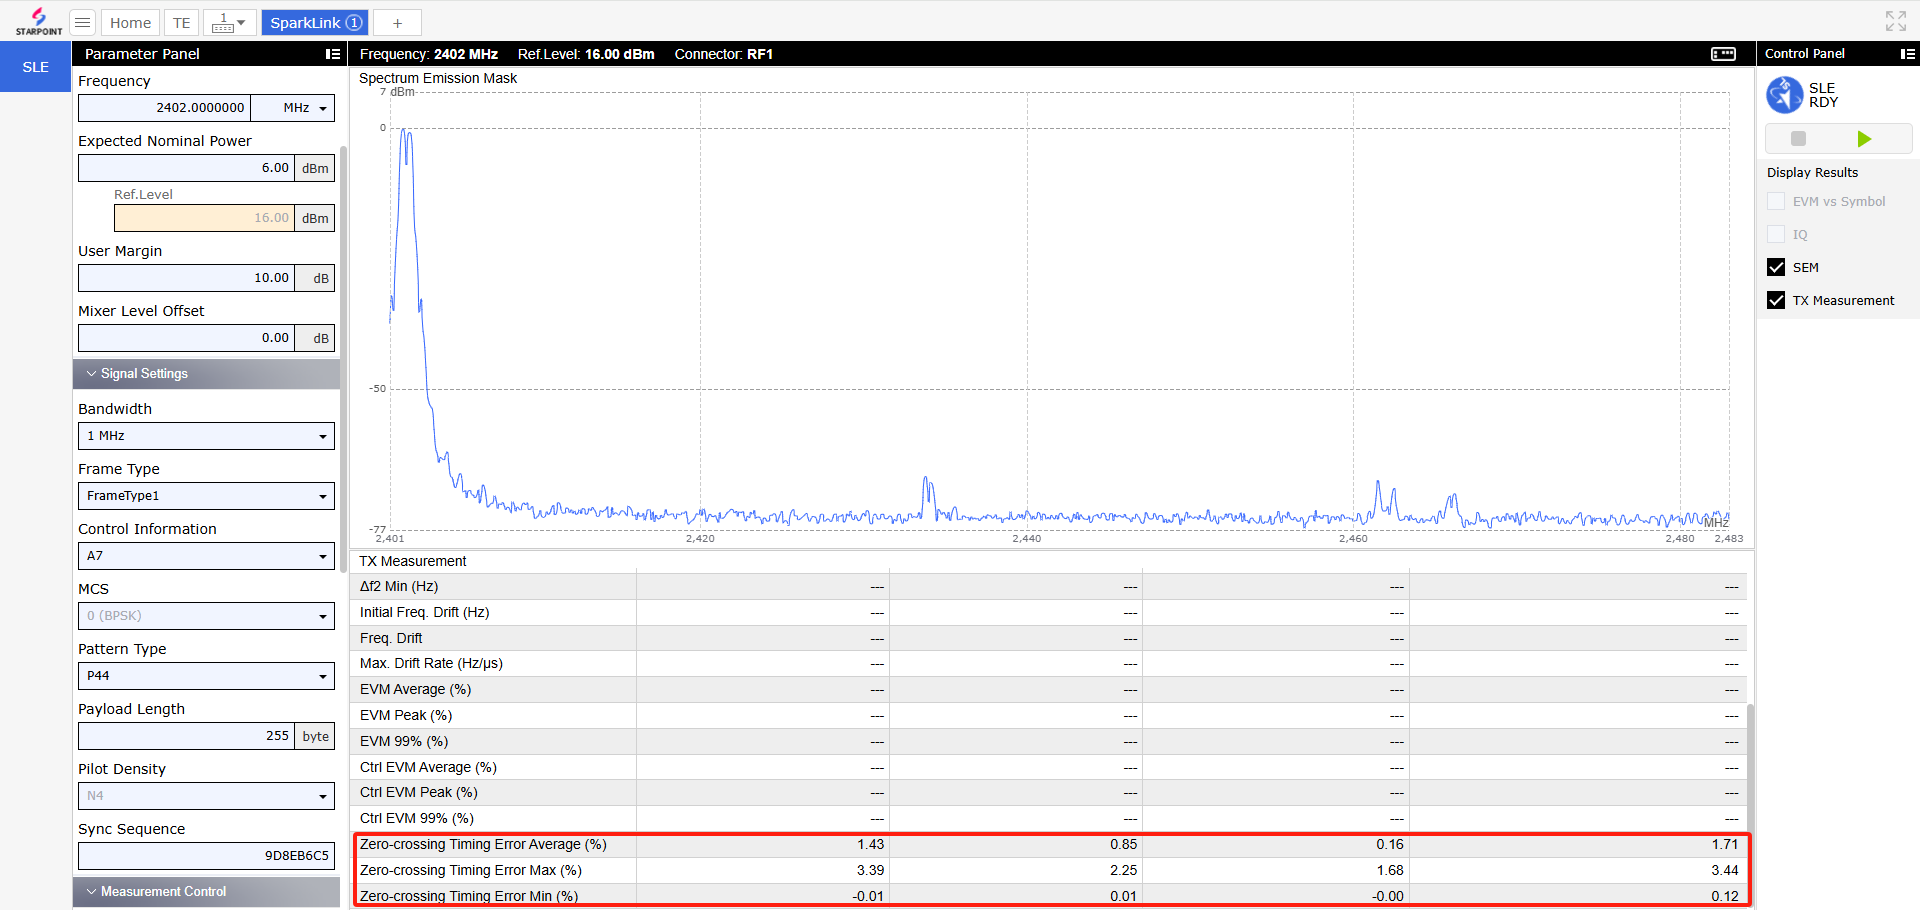 STARPOINT
Home
TE
1
SparkLink 1
+
SLE
Parameter Panel
Frequency
2402.0000000 MHz
Expected Nominal Power
6.00 dBm
Ref.Level
16.00 dBm
User Margin
10.00 dB
Mixer Level Offset
0.00 dB
Signal Settings
Bandwidth
1 MHz
Frame Type
FrameType1
Control Information
A7
MCS
0 (BPSK)
Pattern Type
P44
Payload Length
255 byte
Pilot Density
N4
Sync Sequence
9D8EB6C5
Measurement Control
Frequency: 2402 MHz Ref.Level: 16.00 dBm Connector: RF1
Spectrum Emission Mask
7 dBm
0
-50
-77
MHz
2,401 2,420 2,440 2,460 2,480 2,483
TX Measurement
Δf2 Min (Hz) --- --- --- ---
Initial Freq. Drift (Hz) --- --- --- ---
Freq. Drift --- --- --- ---
Max. Drift Rate (Hz/µs) --- --- --- ---
EVM Average (%) --- --- --- ---
EVM Peak (%) --- --- --- ---
EVM 99% (%) --- --- --- ---
Ctrl EVM Average (%) --- --- --- ---
Ctrl EVM Peak (%) --- --- --- ---
Ctrl EVM 99% (%) --- --- --- ---
Zero-crossing Timing Error Average (%) 1.43 0.85 0.16 1.71
Zero-crossing Timing Error Max (%) 3.39 2.25 1.68 3.44
Zero-crossing Timing Error Min (%) -0.01 0.01 -0.00 0.12
Control Panel
SLE
RDY
Display Results
EVM vs Symbol
IQ
SEM
TX Measurement